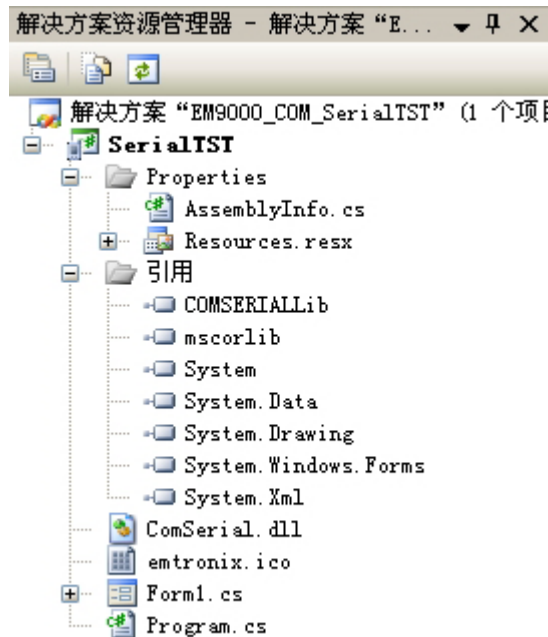 解决方案资源管理器 - 解决方案 “E...
解决方案 “EM9000_COM_SerialTST” (1 个项
SerialTST
Properties
AssemblyInfo.cs
Resources.resx
引用
COMSERIALLib
mscorlib
System
System.Data
System.Drawing
System.Windows.Forms
System.Xml
ComSerial.dll
emtronix.ico
Form1.cs
Program.cs